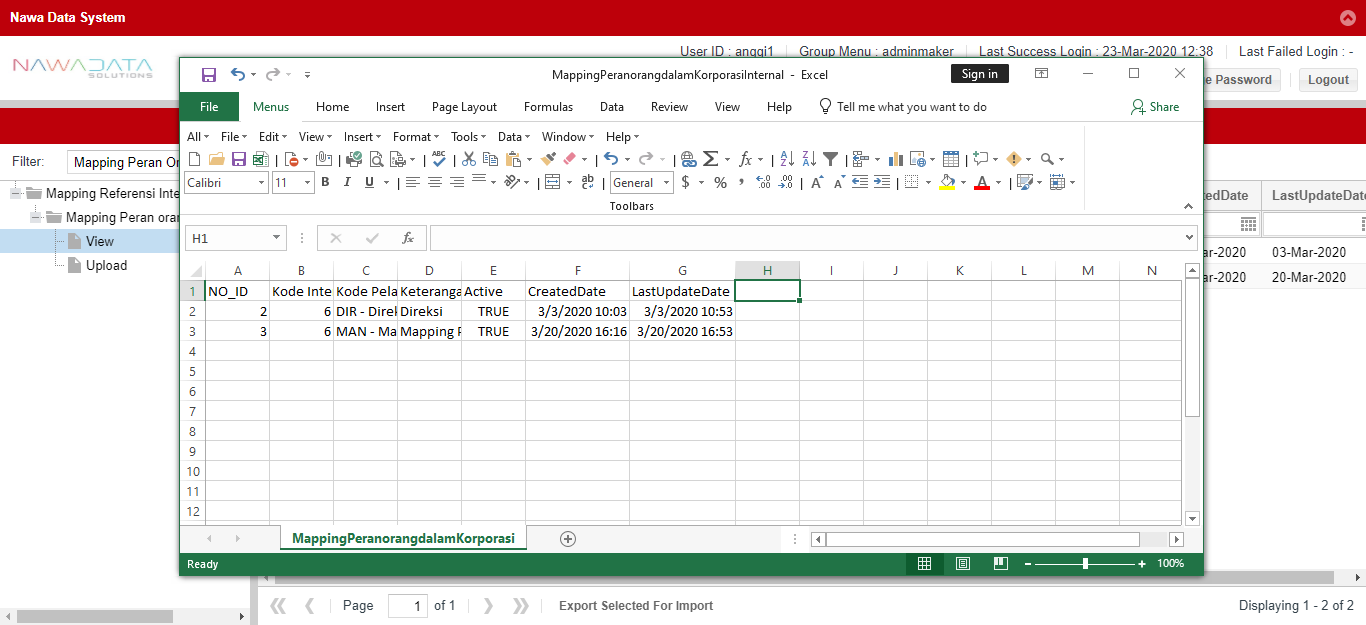 Nawa Data System
NAWADATA
SOLUTIONS
User ID : anggi1 Group Menu : adminmaker Last Success Login : 23-Mar-2020 12:38 Last Failed Login : -
e Password Logout
MappingPeranorangdalamKorporasiInternal - Excel Sign in
File Menus Home Insert Page Layout Formulas Data Review View Help Tell me what you want to do Share
All File Edit View Insert Format Tools Data Window Help
Calibri 11 B I U General $ % ,
Toolbars
H1 fx
Filter: Mapping Peran Or
Mapping Referensi Inte
Mapping Peran oran
View
Upload
edDate LastUpdateDate
ar-2020 03-Mar-2020
ar-2020 20-Mar-2020
A B C D E F G H I J K L M N
1 NO_ID Kode Inte Kode Pela Keteranga Active CreatedDate LastUpdateDate
2 2 6 DIR - Direk Direksi TRUE 3/3/2020 10:03 3/3/2020 10:53
3 3 6 MAN - Ma Mapping P TRUE 3/20/2020 16:16 3/20/2020 16:53
4
5
6
7
8
9
10
11
12
MappingPeranorangdalamKorporasi
Ready 100%
Page 1 of 1 Export Selected For Import Displaying 1 - 2 of 2